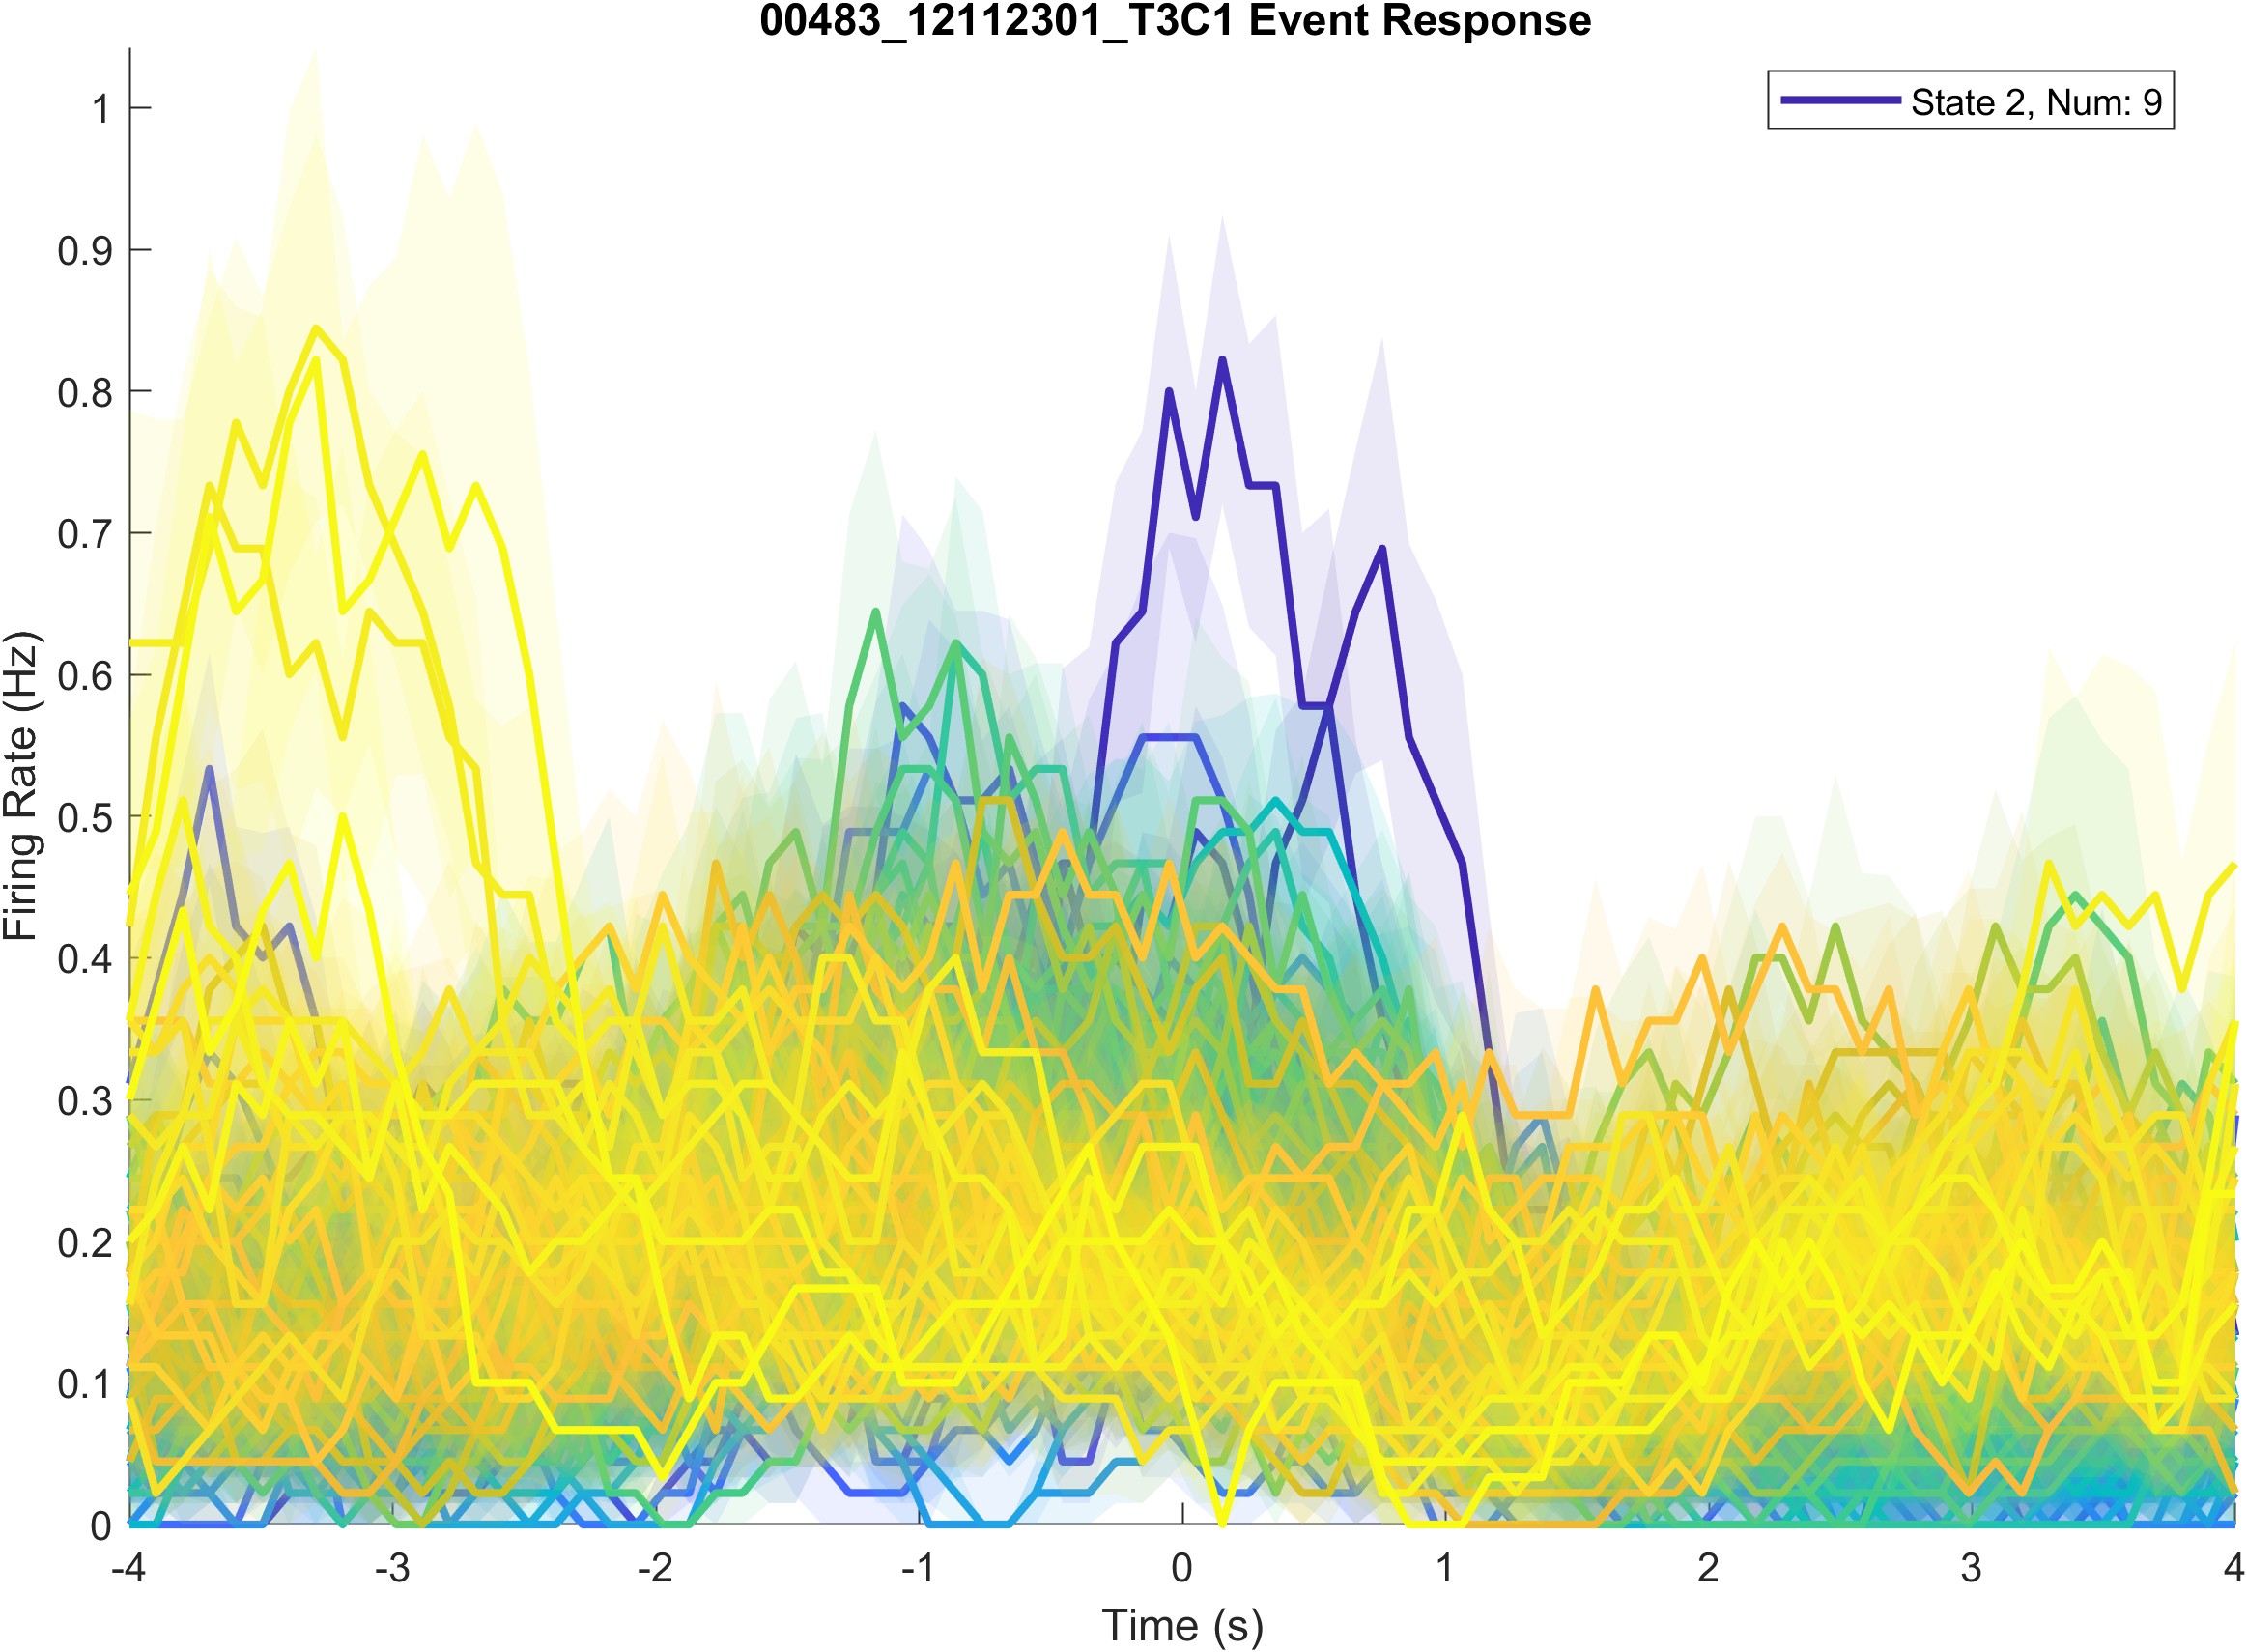 00483_12112301_T3C1 Event Response
State 2, Num: 9
1
0.9
0.8
0.7
0.6
0.5
0.4
0.3
0.2
0.1
0
Firing Rate (Hz)
-4 -3 -2 -1 0 1 2 3 4
Time (s)